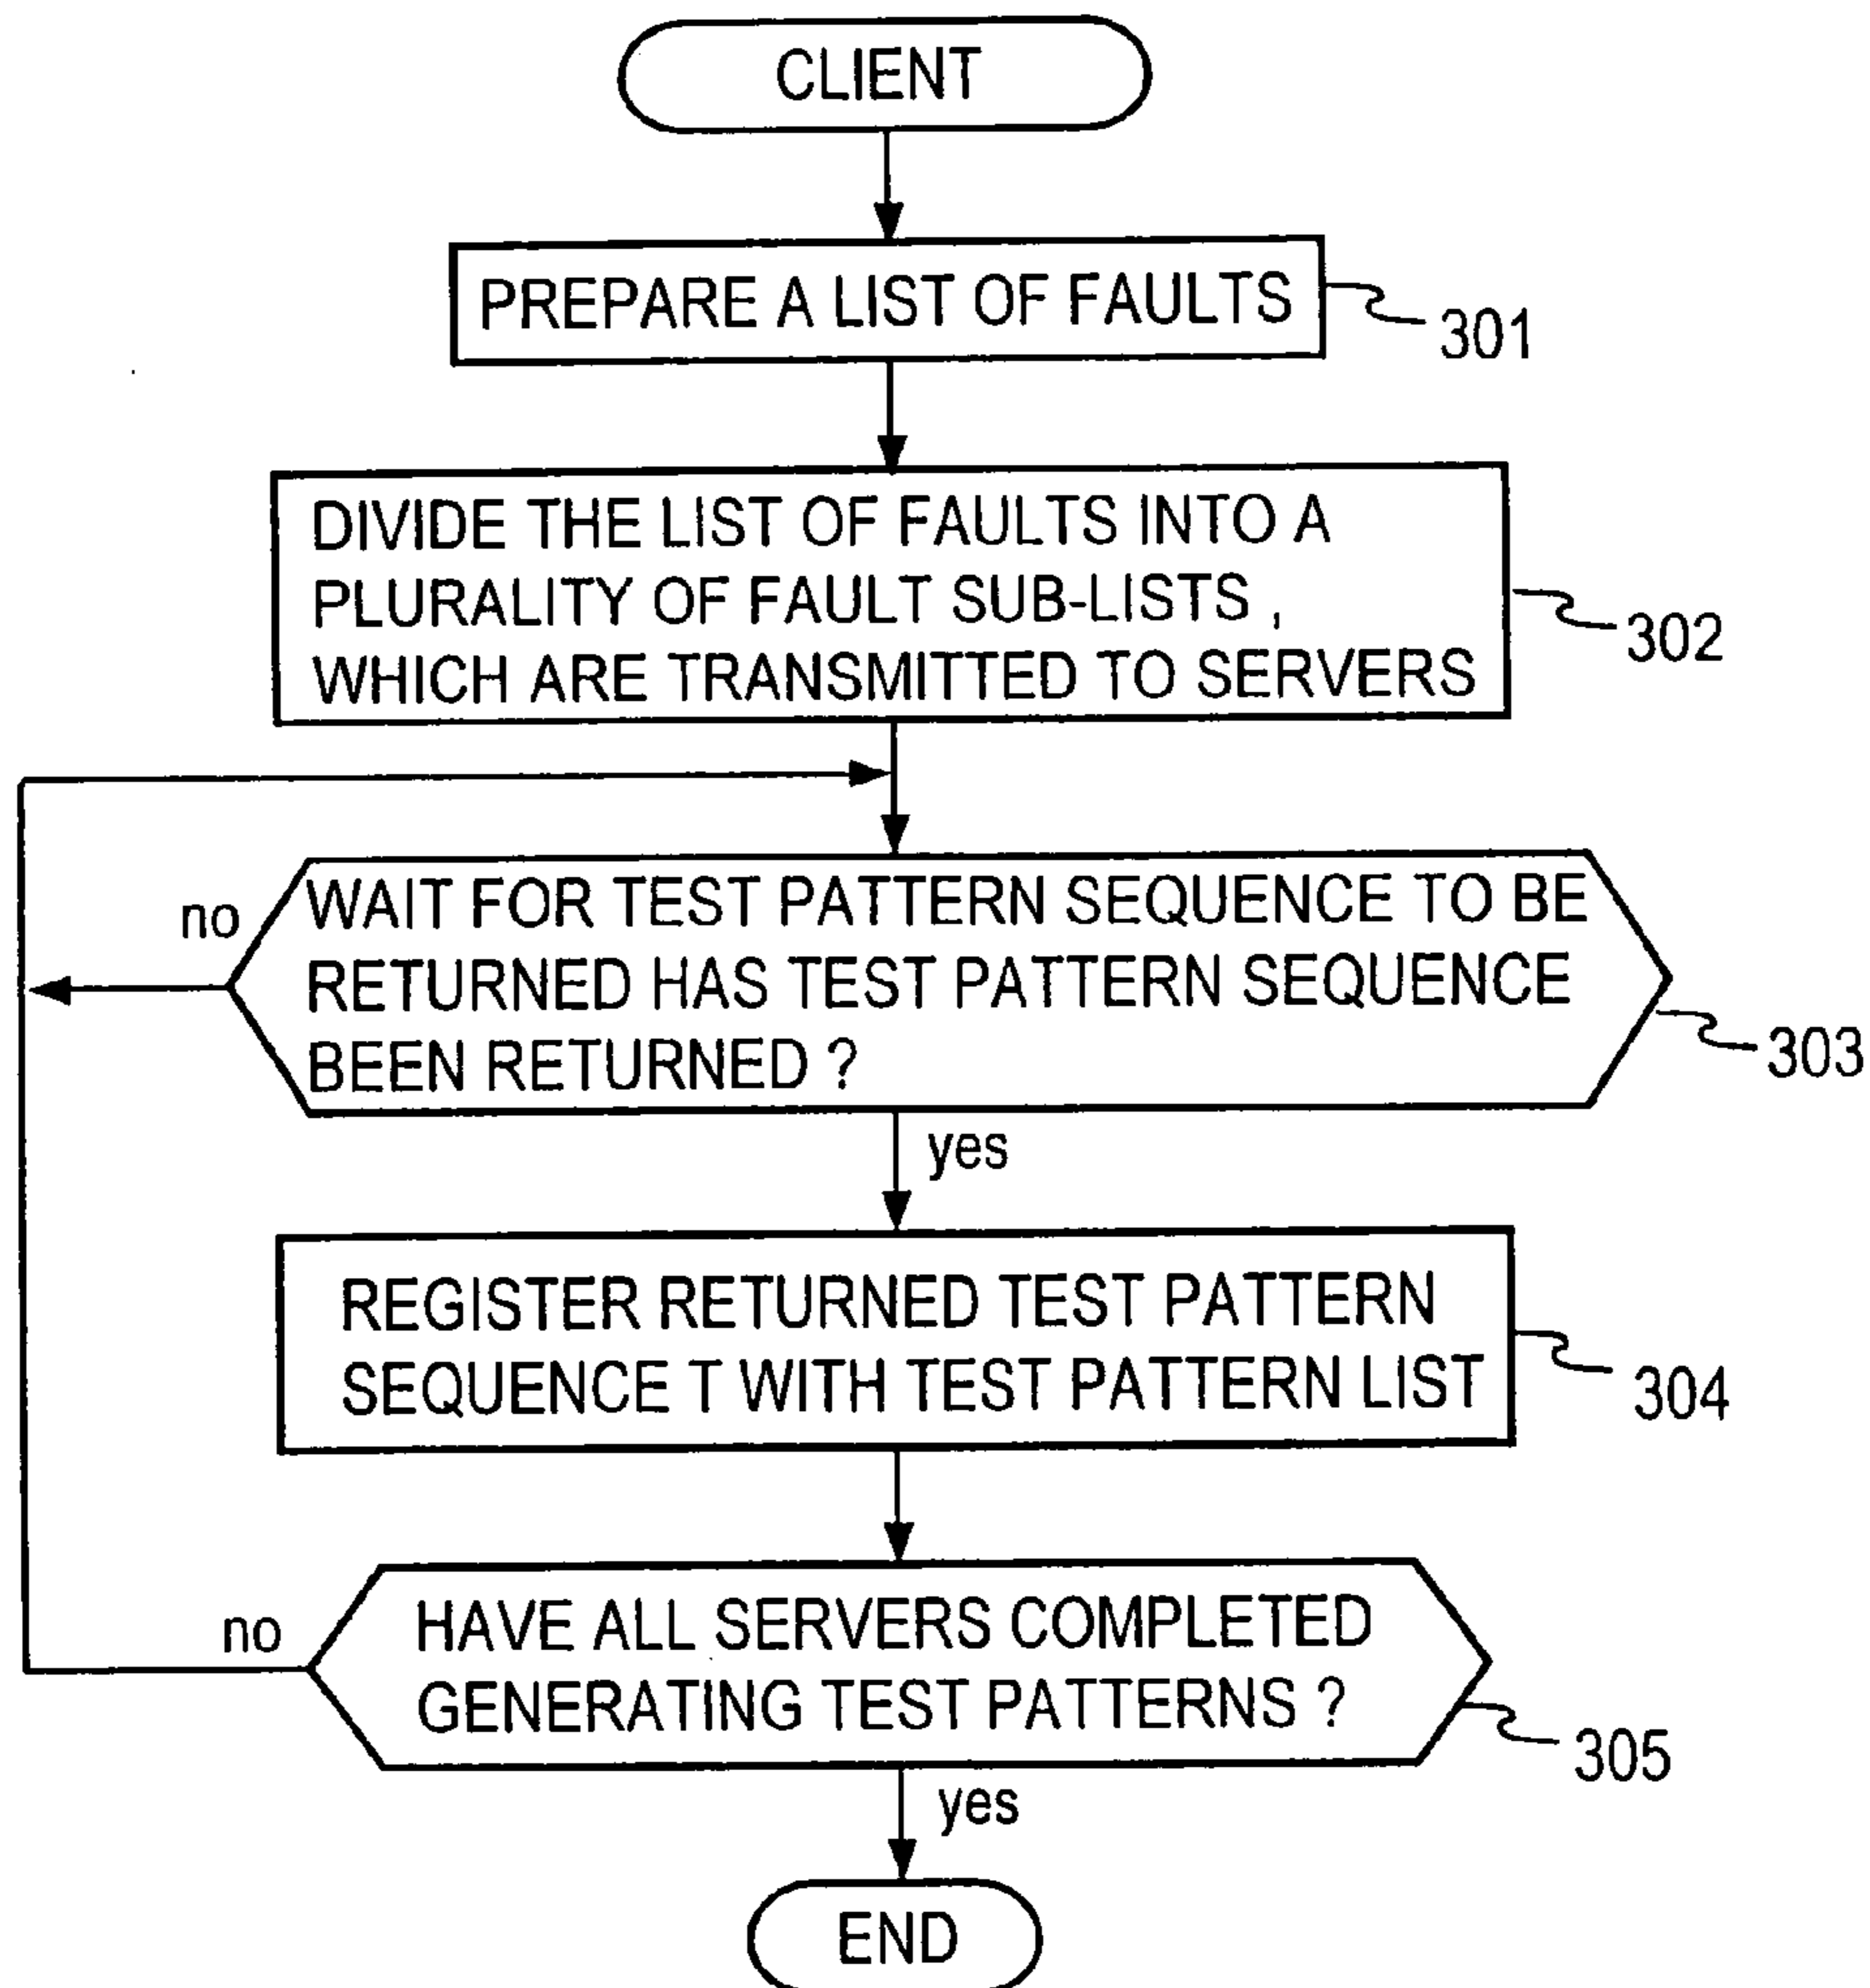 CLIENT
PREPARE A LIST OF FAULTS
301
DIVIDE THE LIST OF FAULTS INTO A
PLURALITY OF FAULT SUB-LISTS ,
WHICH ARE TRANSMITTED TO SERVERS
302
no
WAIT FOR TEST PATTERN SEQUENCE TO BE
RETURNED HAS TEST PATTERN SEQUENCE
BEEN RETURNED ?
303
yes
REGISTER RETURNED TEST PATTERN
SEQUENCE T WITH TEST PATTERN LIST
304
no
HAVE ALL SERVERS COMPLETED
GENERATING TEST PATTERNS ?
305
yes
END